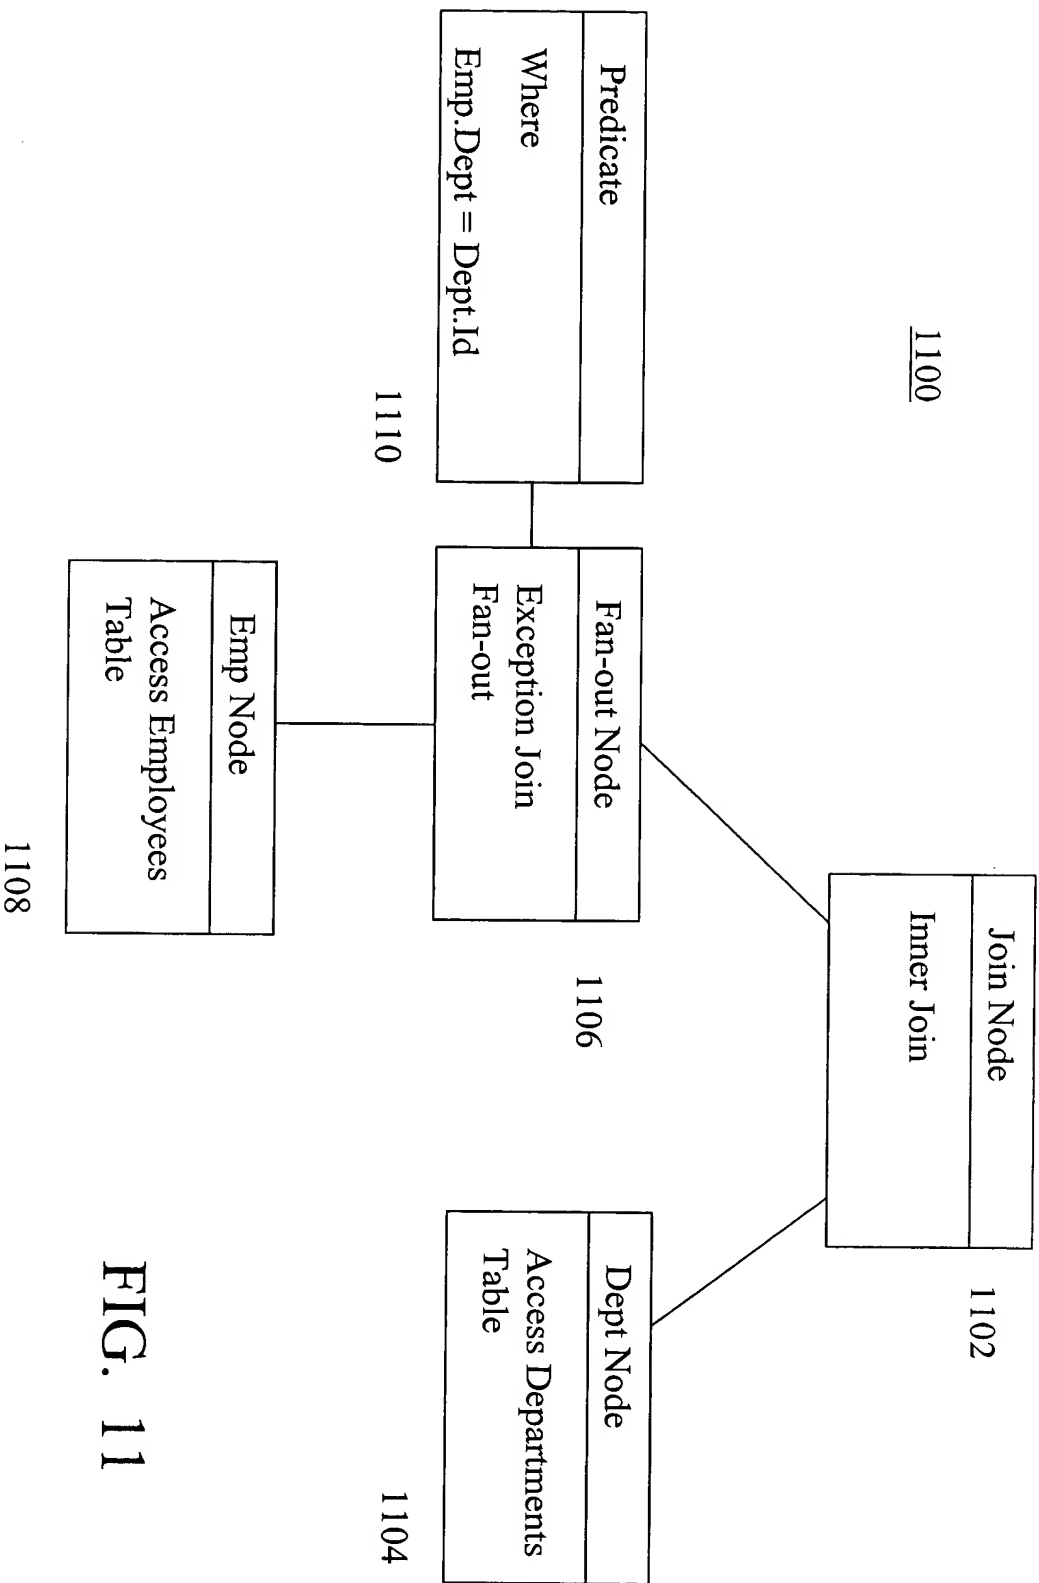 1100
Join Node
Inner Join
1102
Predicate
Where
Emp.Dept = Dept.Id
1110
Fan-out Node
Exception Join
Fan-out
1106
Dept Node
Access Departments
Table
1104
Emp Node
Access Employees
Table
1108
FIG. 11